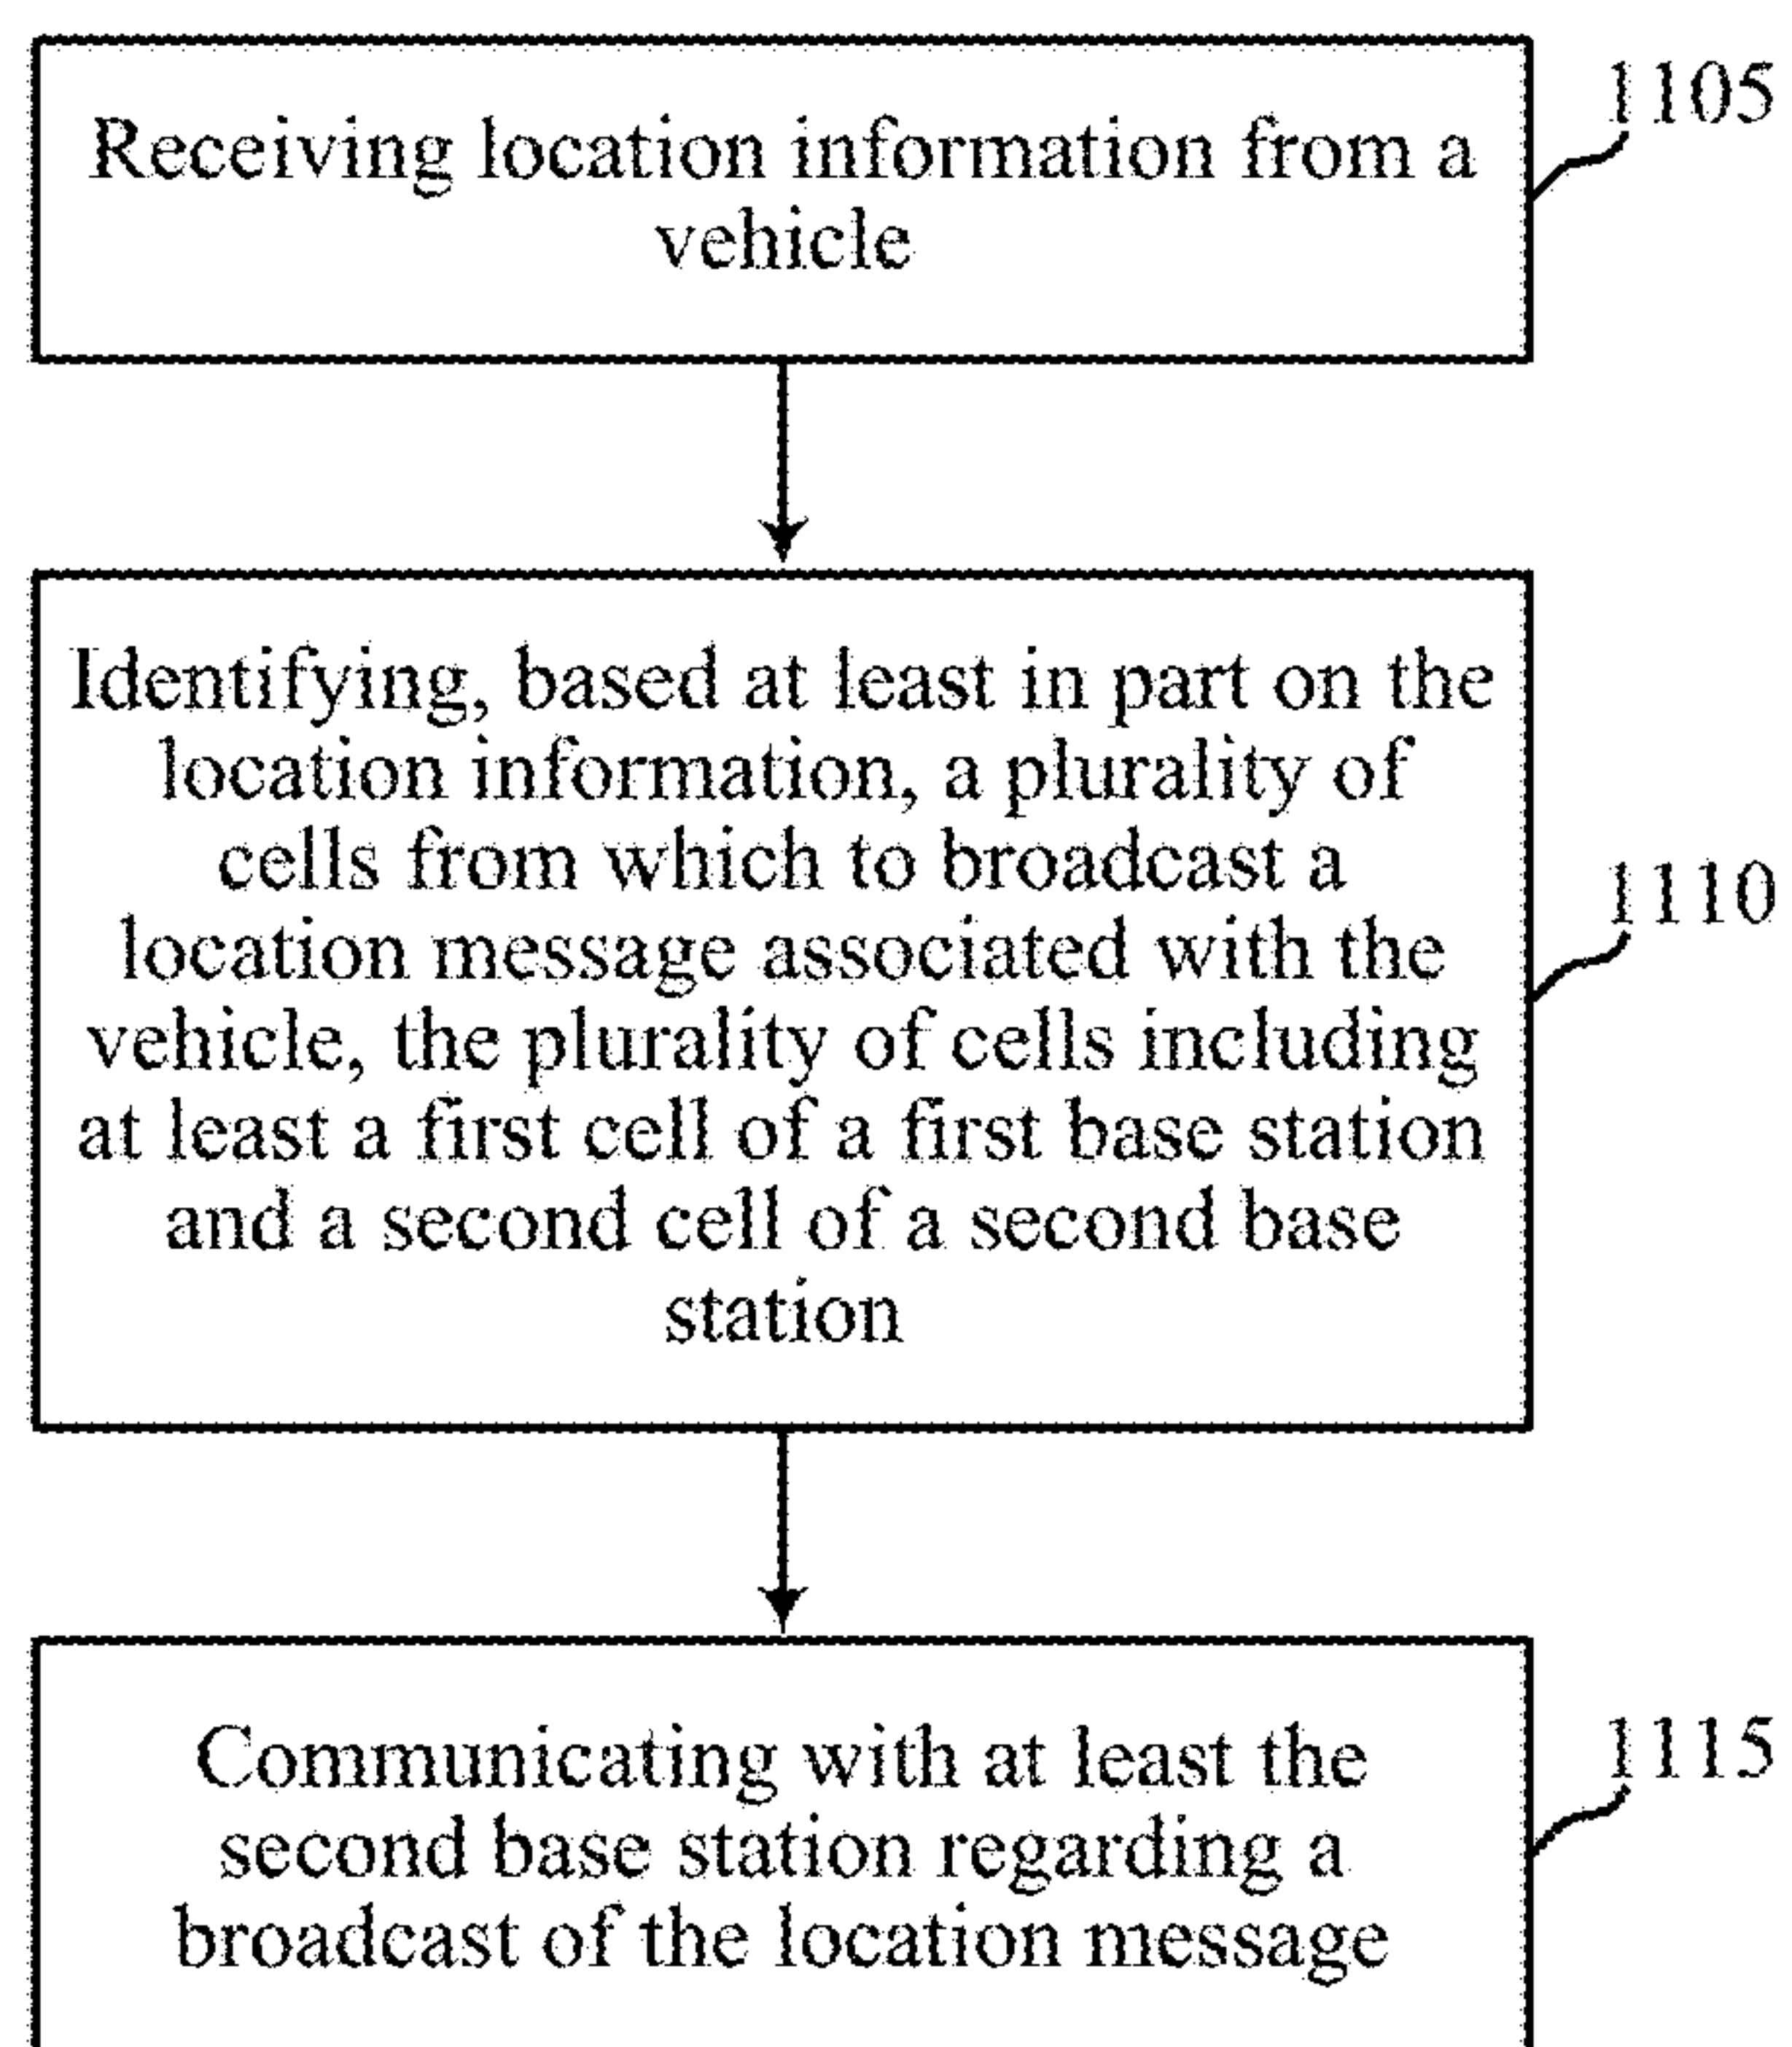 Receiving location information from a
vehicle
1105
Identifying, based at least in part on the
location information, a plurality of
cells from which to broadcast a
location message associated with the
vehicle, the plurality of cells including
at least a first cell of a first base station
and a second cell of a second base
station
1110
Communicating with at least the
second base station regarding a
broadcast of the location message
1115